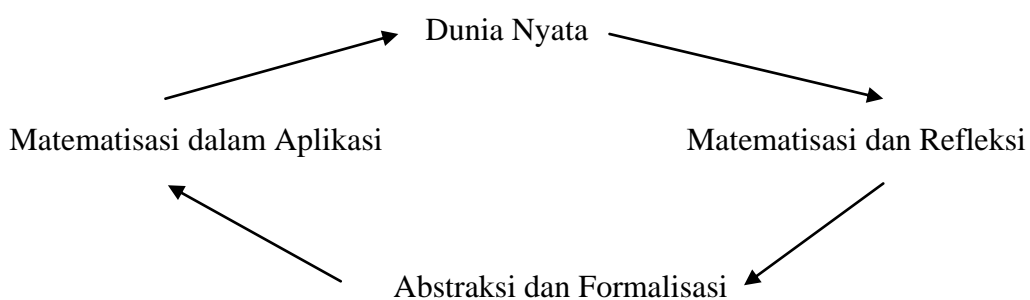 Dunia Nyata
Matematisasi dalam Aplikasi
Matematisasi dan Refleksi
Abstraksi dan Formalisasi